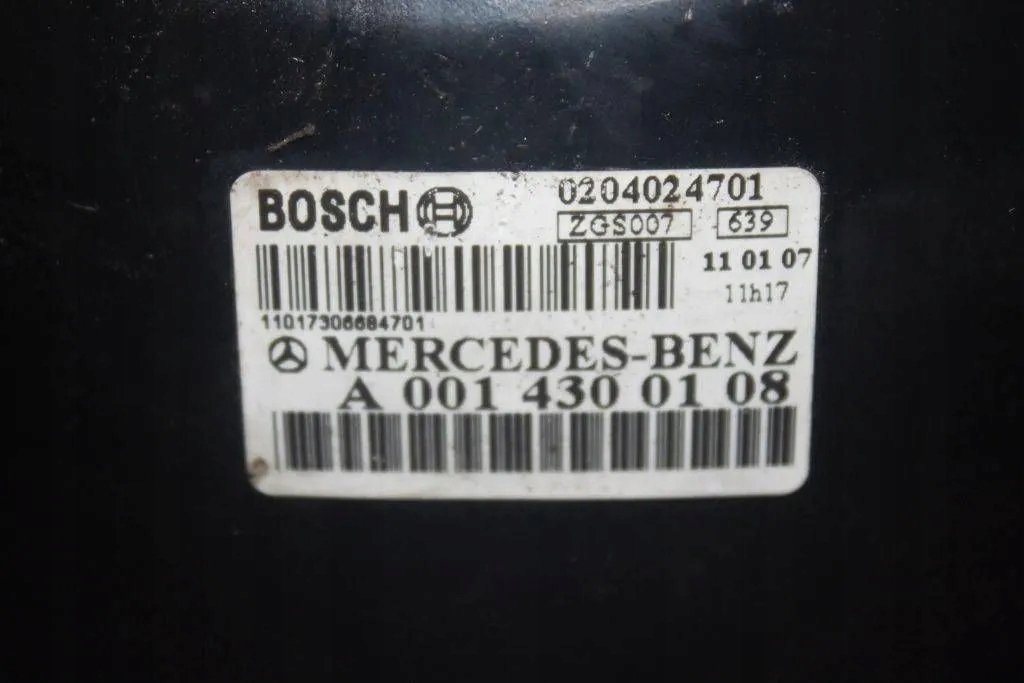 BOSCH
0204024701
ZGS007 639
11 01 07
11h17
11017306684701
MERCEDES-BENZ
A 001 430 01 08